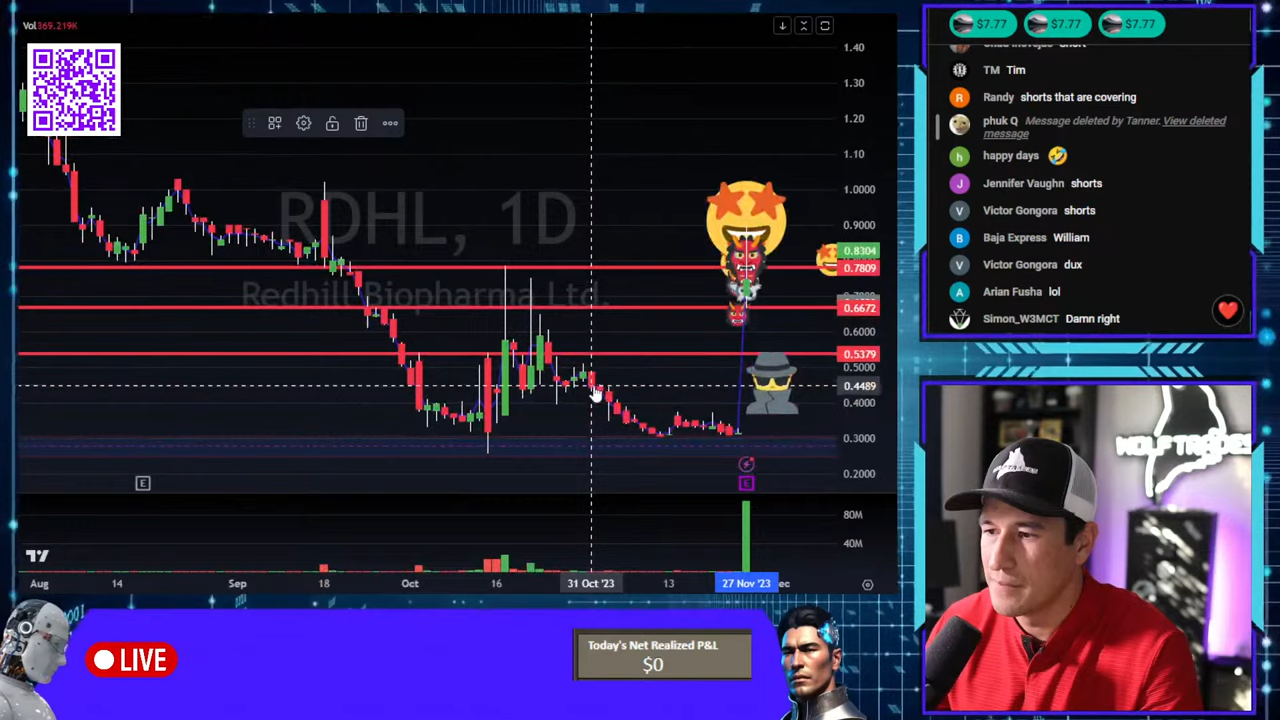 Vol369.219K
1.40
1.30
1.20
1.10
1.0000
0.9000
0.8304
0.7809
0.6672
0.6000
0.5379
0.5000
0.4489
0.4000
0.3000
0.2000
80M
40M
RDHL, 1D
E
E
Aug
14
Sep
18
Oct
16
31 Oct '23
13
27 Nov '23
ec
LIVE
Today's Net Realized P&L
$0
$7.77
$7.77
$7.77
TM Tim
R
Randy shorts that are covering
phuk Q Message deleted by Tanner. View deleted
message
h
happy days 🤣
J
Jennifer Vaughn shorts
V
Victor Gongora shorts
B
Baja Express William
V
Victor Gongora dux
A
Arian Fusha lol
Simon_W3MCT Damn right
WOLFTRADES